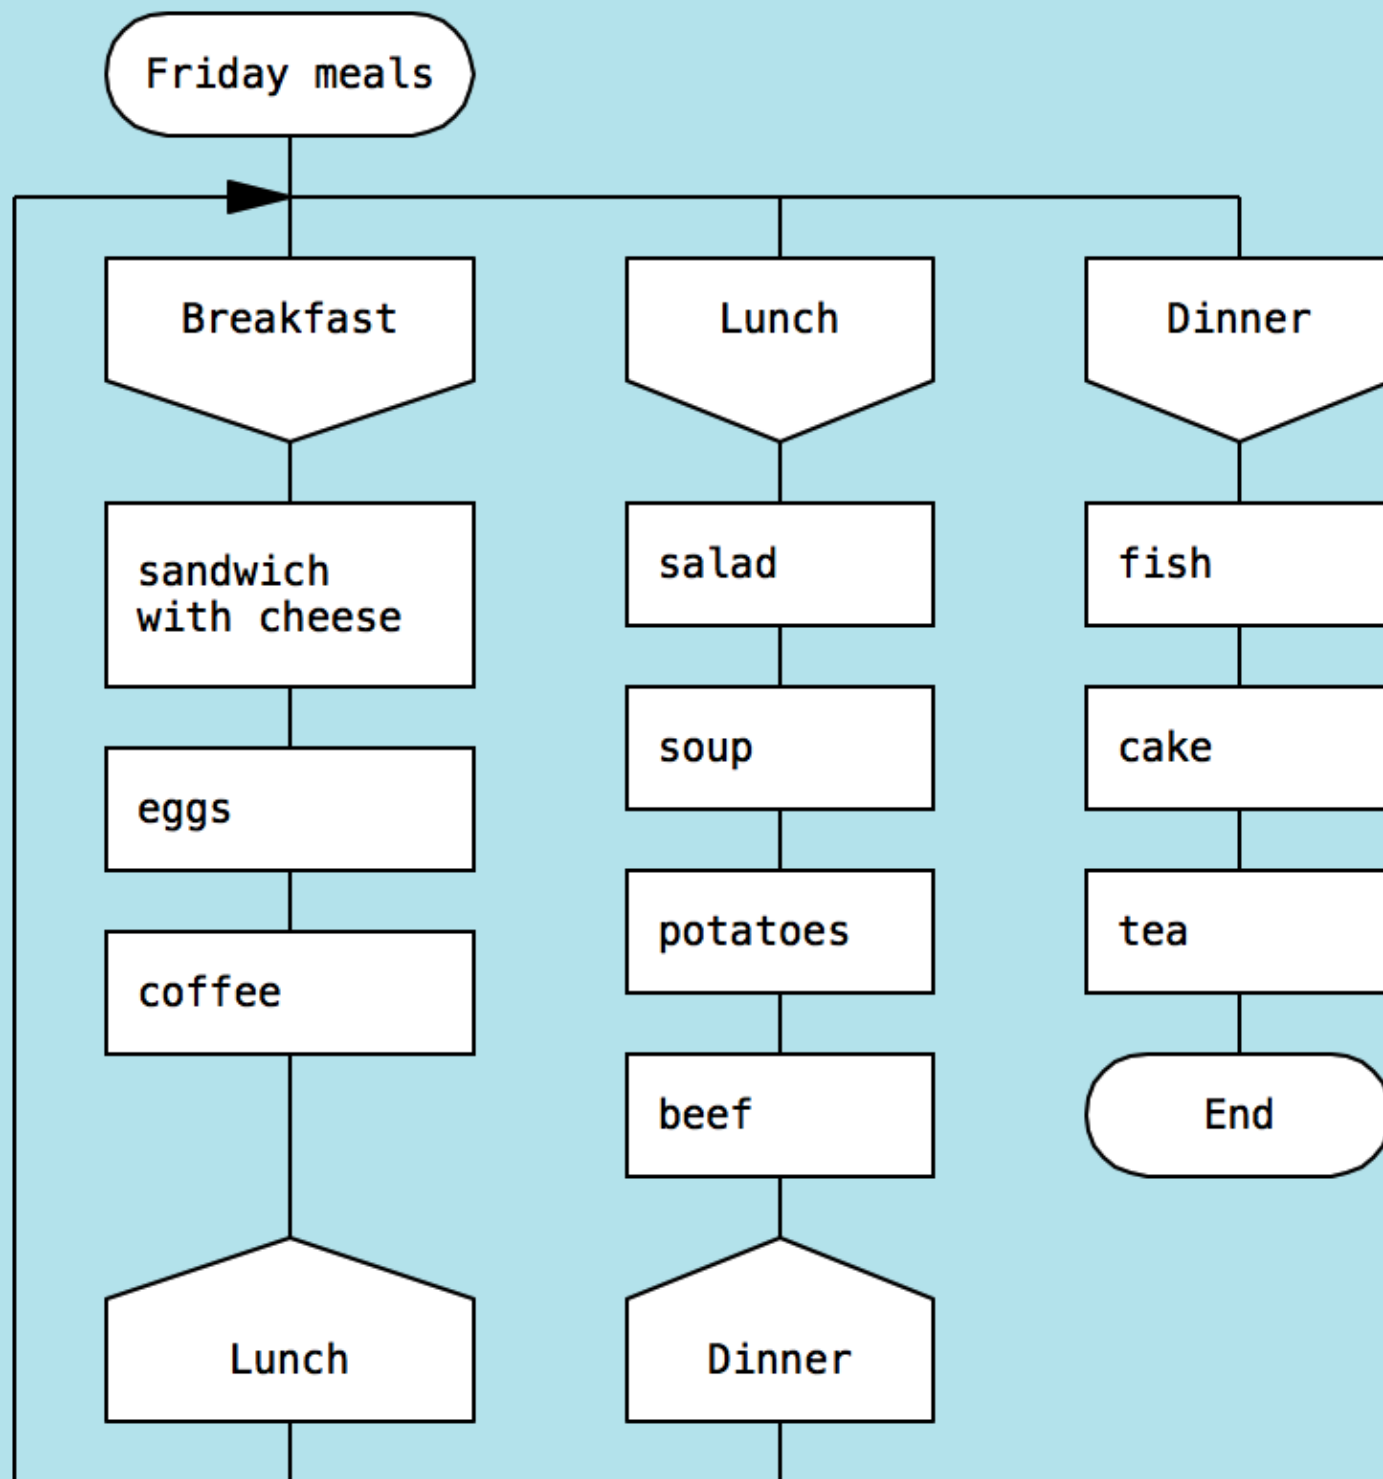 Friday meals
Breakfast
sandwich
with cheese
eggs
coffee
Lunch
Lunch
salad
soup
potatoes
beef
Dinner
Dinner
fish
cake
tea
End